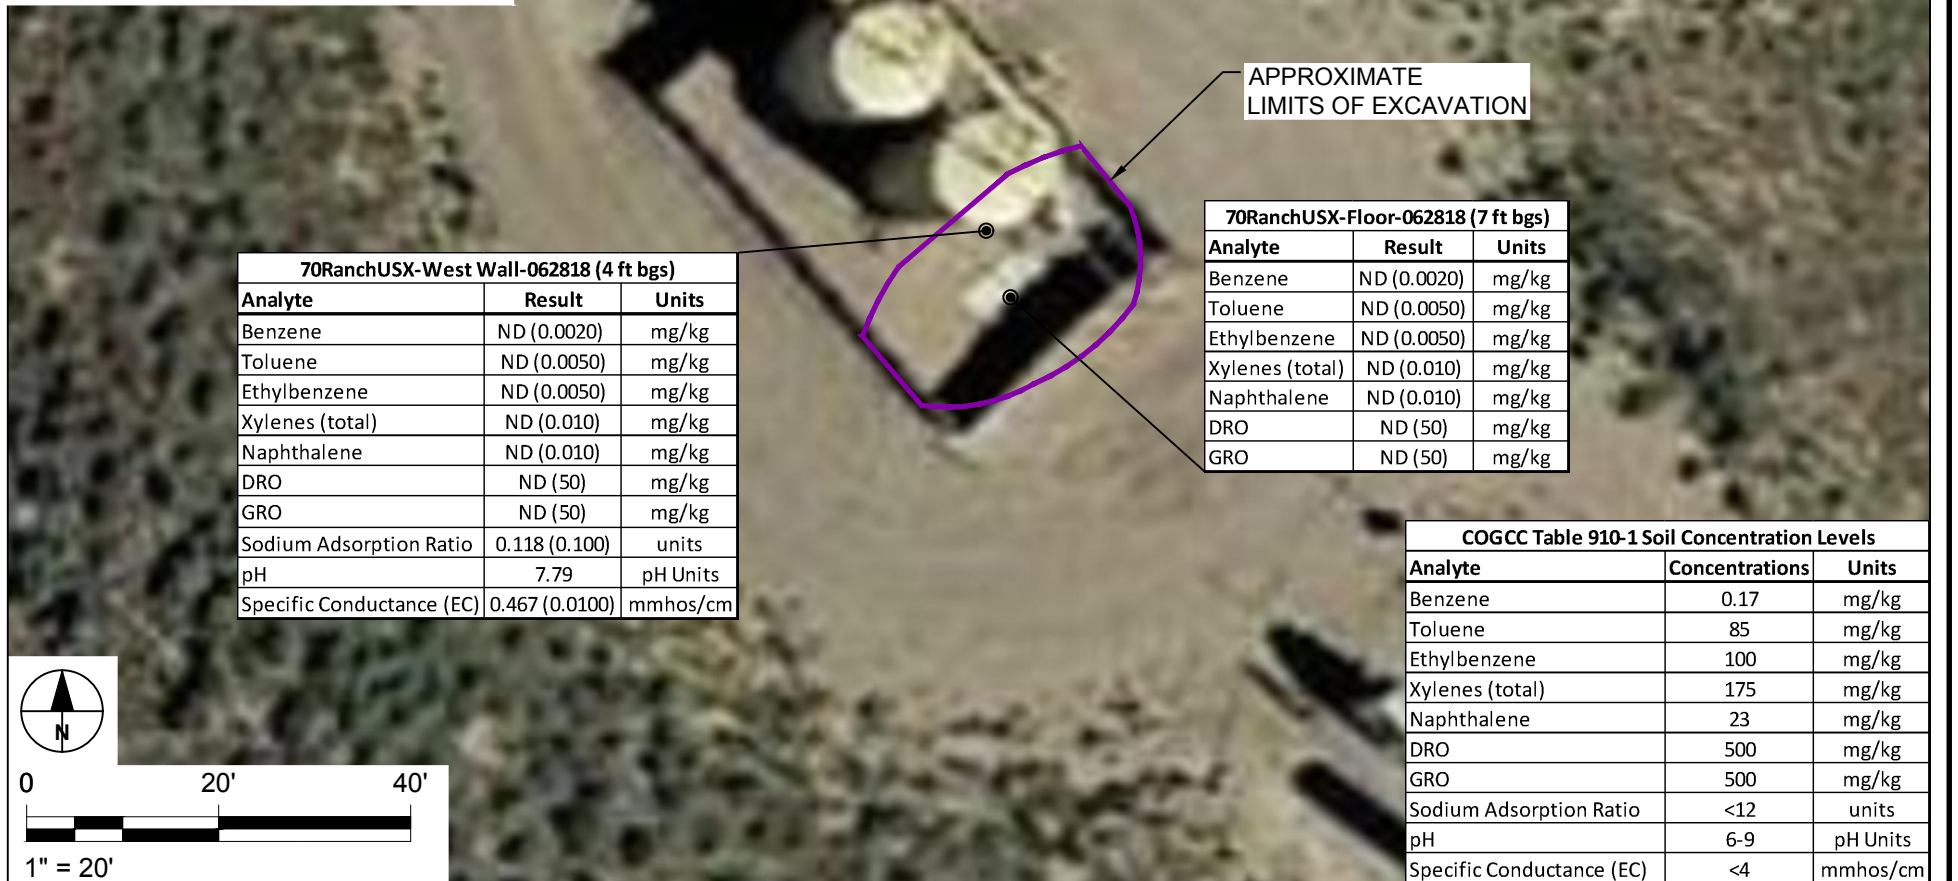 APPROXIMATE
LIMITS OF EXCAVATION
70RanchUSX-West Wall-062818 (4 ft bgs)
Analyte Result Units
Benzene ND (0.0020) mg/kg
Toluene ND (0.0050) mg/kg
Ethylbenzene ND (0.0050) mg/kg
Xylenes (total) ND (0.010) mg/kg
Naphthalene ND (0.010) mg/kg
DRO ND (50) mg/kg
GRO ND (50) mg/kg
Sodium Adsorption Ratio 0.118 (0.100) units
pH 7.79 pH Units
Specific Conductance (EC) 0.467 (0.0100) mmhos/cm
70RanchUSX-Floor-062818 (7 ft bgs)
Analyte Result Units
Benzene ND (0.0020) mg/kg
Toluene ND (0.0050) mg/kg
Ethylbenzene ND (0.0050) mg/kg
Xylenes (total) ND (0.010) mg/kg
Naphthalene ND (0.010) mg/kg
DRO ND (50) mg/kg
GRO ND (50) mg/kg
COGCC Table 910-1 Soil Concentration Levels
Analyte Concentrations Units
Benzene 0.17 mg/kg
Toluene 85 mg/kg
Ethylbenzene 100 mg/kg
Xylenes (total) 175 mg/kg
Naphthalene 23 mg/kg
DRO 500 mg/kg
GRO 500 mg/kg
Sodium Adsorption Ratio <12 units
pH 6-9 pH Units
Specific Conductance (EC) <4 mmhos/cm
N
0 20' 40'
1" = 20'